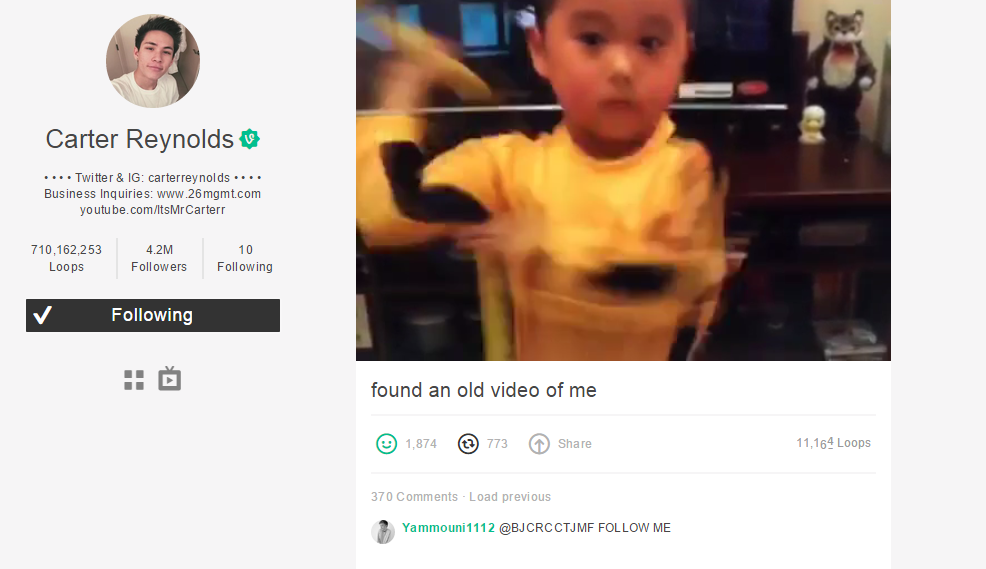 Carter Reynolds
• • • • Twitter & IG: carterreynolds • • • •
Business Inquiries: www.26mgmt.com
youtube.com/ItsMrCarterr
710,162,253
Loops
4.2M
Followers
10
Following
Following
found an old video of me
1,874
773
Share
11,164 Loops
370 Comments · Load previous
Yammouni1112 @BJCRCCTJMF FOLLOW ME